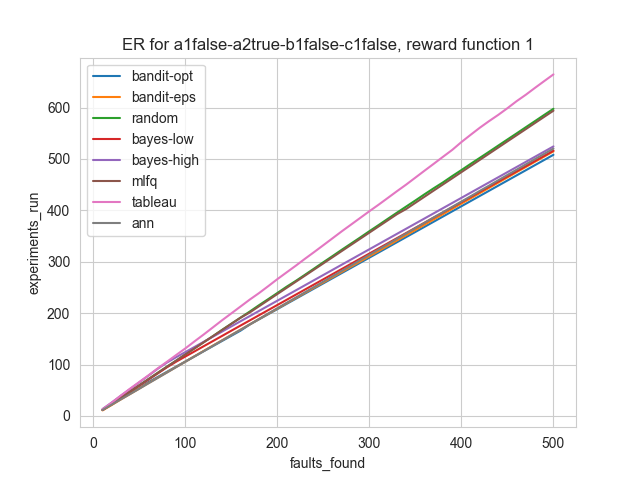 ER for a1false-a2true-b1false-c1false, reward function 1
bandit-opt
bandit-eps
random
bayes-low
bayes-high
mlfq
tableau
ann
experiments_run
600
500
400
300
200
100
0
0 100 200 300 400 500
faults_found